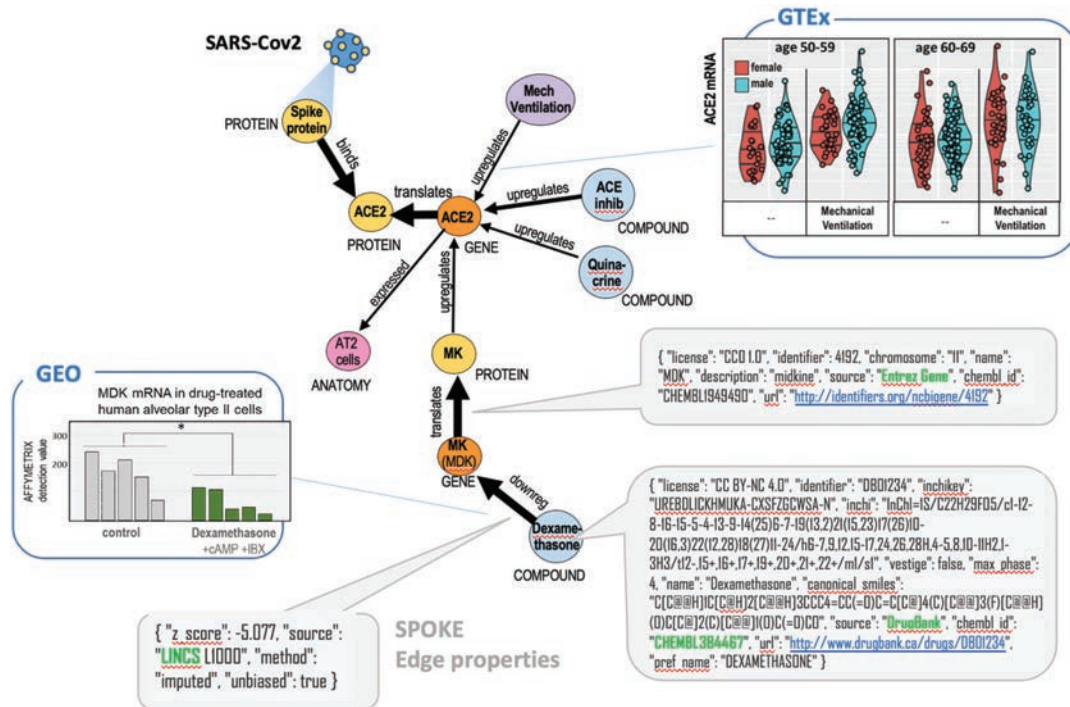 SARS-Cov2
Spike
protein
PROTEIN
binds
ACE2
PROTEIN
translates
ACE2
GENE
Mech
Ventilation
upregulates
upregulates
ACE
inhib
COMPOUND
upregulates
Quina-
crine
COMPOUND
expressed
AT2
cells
ANATOMY
upregulates
MK
PROTEIN
translates
MK
(MDK)
GENE
downreg
Dexame-
thasone
COMPOUND
GTEx
age 50-59
age 60-69
female
male
ACE2 mRNA
--
Mechanical
Ventilation
--
Mechanical
Ventilation
GEO
MDK mRNA in drug-treated
human alveolar type II cells
AFFYMETRIX
detection value
300
200
*
control
Dexamethasone
+cAMP +IBX
{ "license": "CC0 1.0", "identifier": 4192, "chromosome": "11", "name":
"MDK", "description": "midkine", "source": "Entrez Gene", "chembl_id":
"CHEMBL1949490", "url": "http://identifiers.org/ncbigene/4192" }
{ "license": "CC BY-NC 4.0", "identifier": "DB01234", "inchikey":
"UREBDLICKHMUKA-CXSFZGCWSA-N", "inchi": "InChI=1S/C22H29FO5/c1-12-
8-16-15-5-4-13-9-14(25)6-7-19(13,2)21(15,23)17(26)10-
20(16,3)22(12,28)18(27)11-24/h6-7,9,12,15-17,24,26,28H,4-5,8,10-11H2,1-
3H3/t12-,15+,16+,17+,19+,20+,21+,22+/m1/s1", "vestige": false, "max_phase":
4, "name": "Dexamethasone", "canonical_smiles":
"C[C@@H]1C[C@H]2[C@@H]3CCC4=CC(=O)C=C[C@]4(C)[C@@]3(F)[C@@H]
(O)C[C@]2(C)[C@@]1(O)C(=O)CO", "source": "DrugBank", "chembl_id":
"CHEMBL384467", "url": "http://www.drugbank.ca/drugs/DB01234",
"pref_name": "DEXAMETHASONE" }
{ "z_score": -5.077, "source":
"LINCS L1000", "method":
"imputed", "unbiased": true }
SPOKE
Edge properties